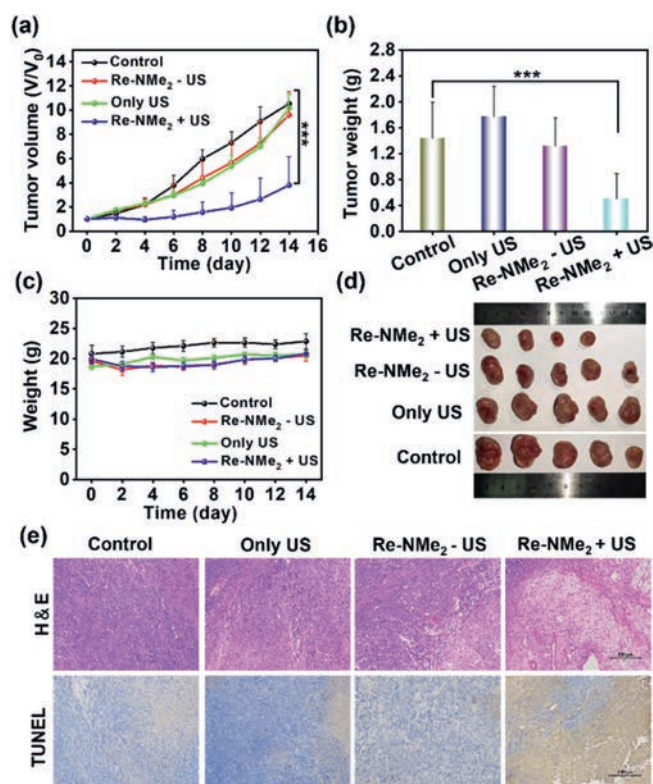 (a)
Tumor volume (V/V₀)
16
14
12
10
8
6
4
2
0
Control
Re-NMe₂ - US
Only US
Re-NMe₂ + US
***
0 2 4 6 8 10 12 14 16
Time (day)
(b)
Tumor weight (g)
2.8
2.4
2.0
1.6
1.2
0.8
0.4
0.0
***
Control
Only US
Re-NMe₂ - US
Re-NMe₂ + US
(c)
Weight (g)
30
25
20
15
10
5
0
Control
Re-NMe₂ - US
Only US
Re-NMe₂ + US
0 2 4 6 8 10 12 14
Time (day)
(d)
Re-NMe₂ + US
Re-NMe₂ - US
Only US
Control
(e)
Control
Only US
Re-NMe₂ - US
Re-NMe₂ + US
H&E
TUNEL